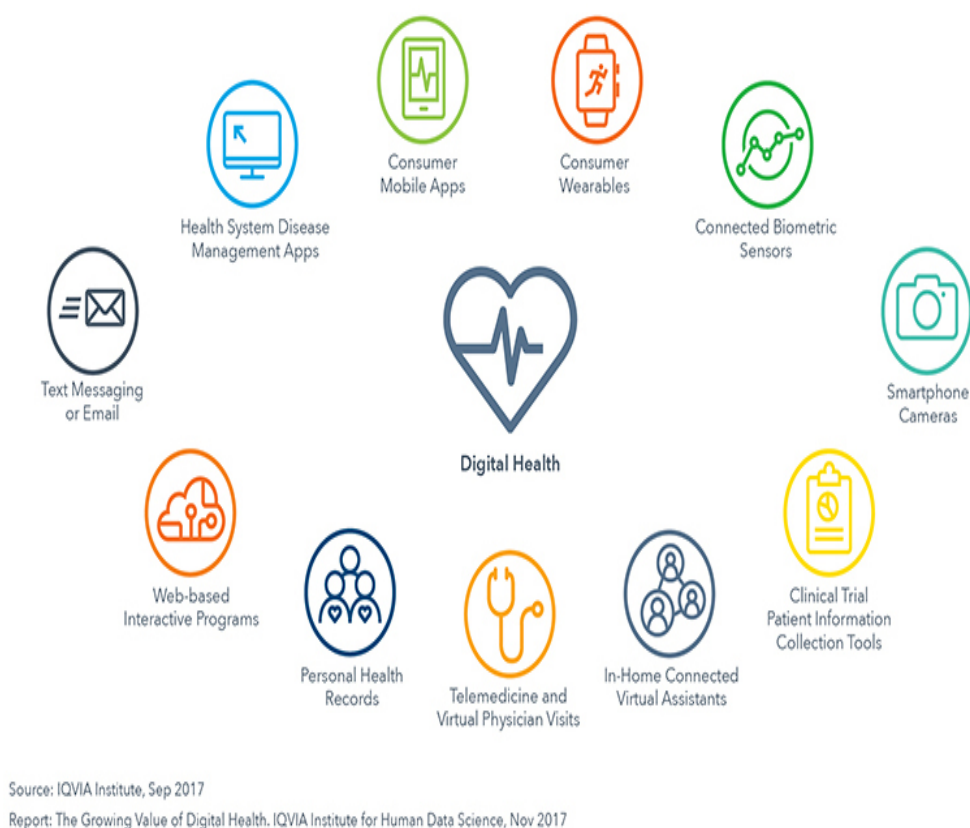 Consumer
Mobile Apps
Consumer
Wearables
Health System Disease
Management Apps
Connected Biometric
Sensors
Text Messaging
or Email
Smartphone
Cameras
Digital Health
Web-based
Interactive Programs
Clinical Trial
Patient Information
Collection Tools
Personal Health
Records
Telemedicine and
Virtual Physician Visits
In-Home Connected
Virtual Assistants
Source: IQVIA Institute, Sep 2017
Report: The Growing Value of Digital Health. IQVIA Institute for Human Data Science, Nov 2017